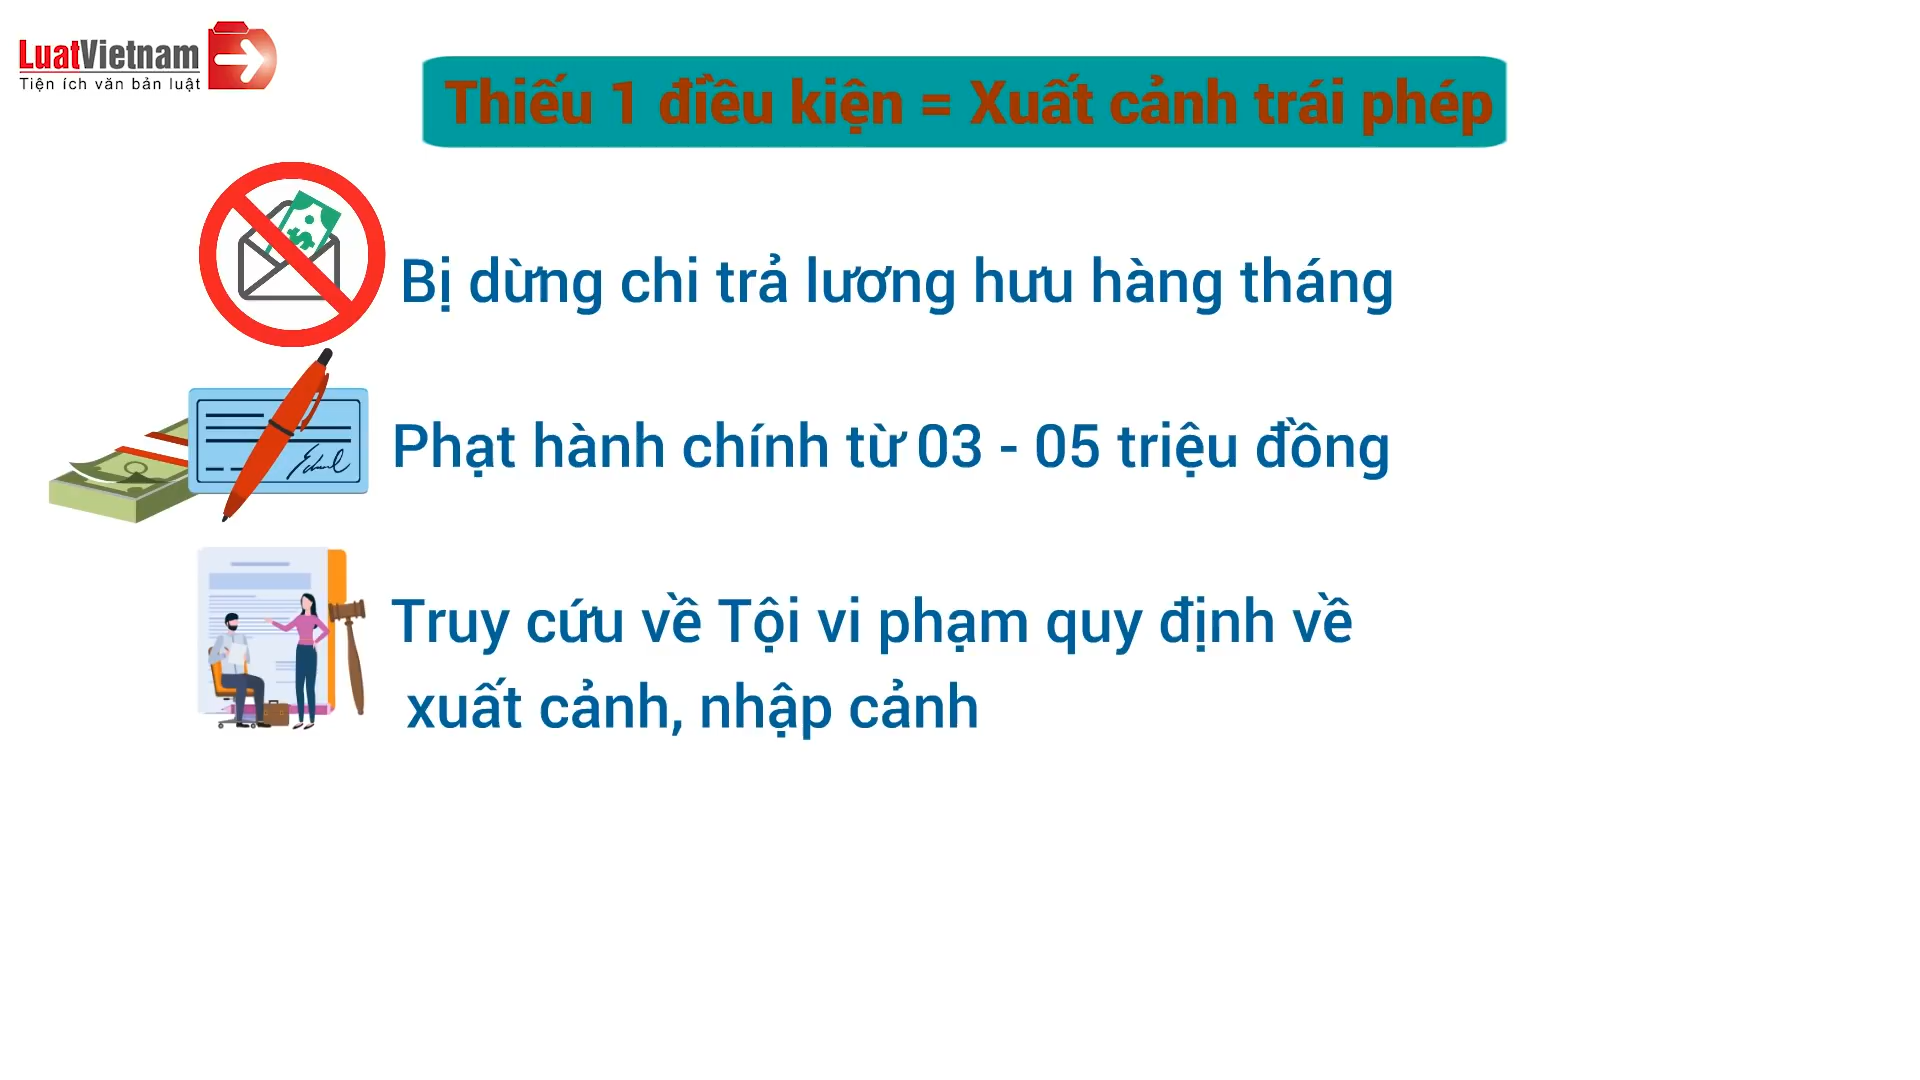 LuatVietnam
Tiện ích văn bản luật
Thiếu 1 điều kiện = Xuất cảnh trái phép
Bị dừng chi trả lương hưu hàng tháng
Phạt hành chính từ 03 - 05 triệu đồng
Truy cứu về Tội vi phạm quy định về
xuất cảnh, nhập cảnh